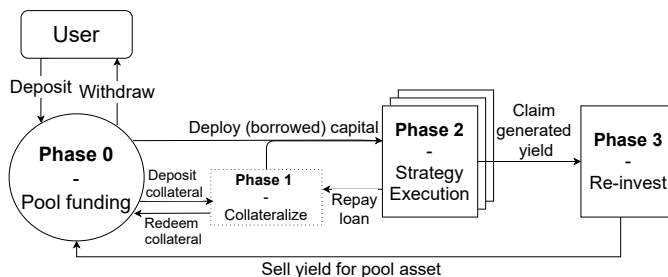 User
Deposit
Withdraw
Phase 0
-
Pool funding
Deploy (borrowed) capital
Deposit
collateral
Redeem
collateral
Phase 1
-
Collateralize
Repay
loan
Phase 2
-
Strategy
Execution
Claim
generated
yield
Phase 3
-
Re-invest
Sell yield for pool asset